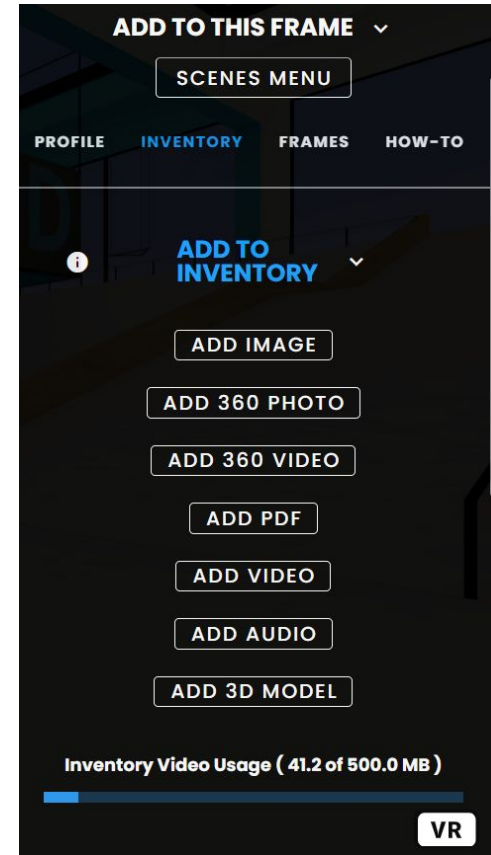 ADD TO THIS FRAME
SCENES MENU
PROFILE INVENTORY FRAMES HOW-TO
ADD TO
INVENTORY
ADD IMAGE
ADD 360 PHOTO
ADD 360 VIDEO
ADD PDF
ADD VIDEO
ADD AUDIO
ADD 3D MODEL
Inventory Video Usage ( 41.2 of 500.0 MB )
VR